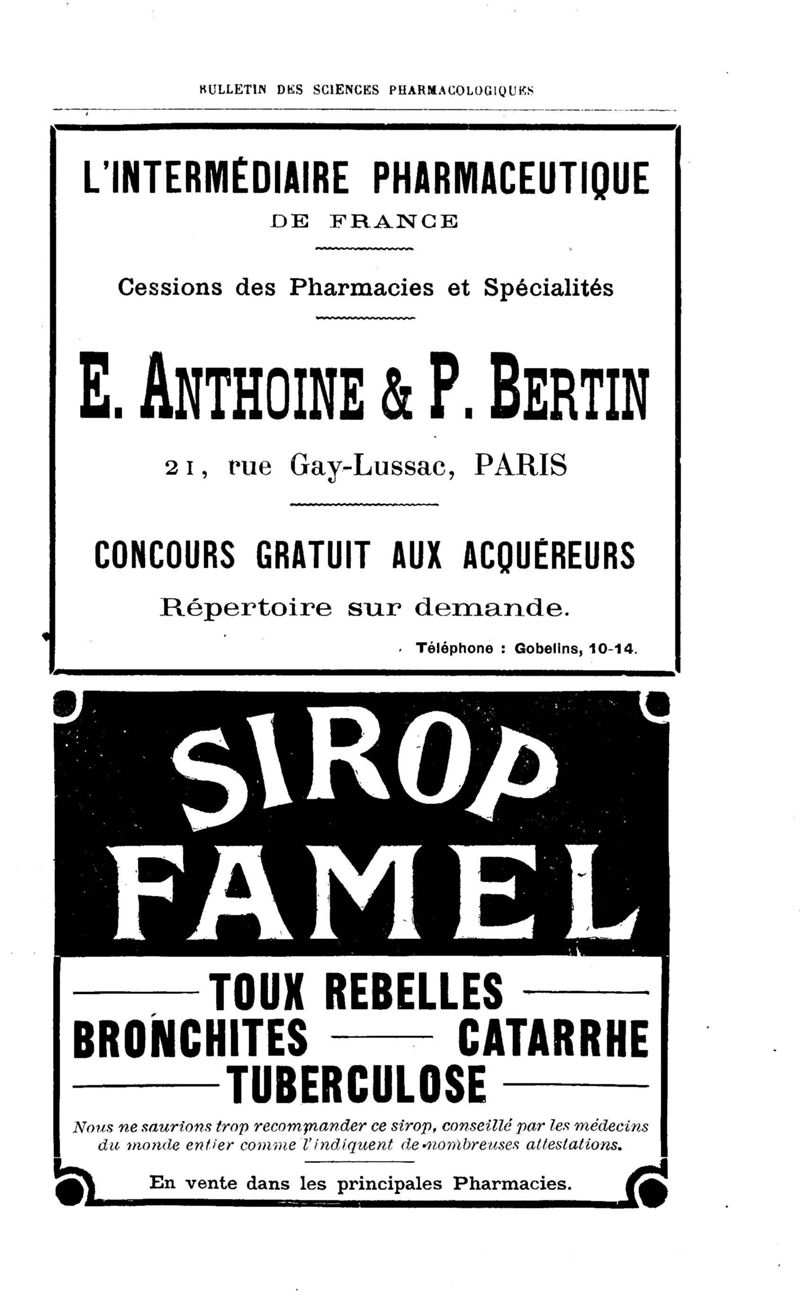 BULLETIN DES SCIENCES PHARMACOLOGIQUES
L'INTERMÉDIAIRE PHARMACEUTIQUE
DE FRANCE
Cessions des Pharmacies et Spécialités
E. ANTHOINE & P. BERTIN
21, rue Gay-Lussac, PARIS
CONCOURS GRATUIT AUX ACQUÉREURS
Répertoire sur demande.
Téléphone : Gobelins, 10-14.
SIROP
FAMEL
TOUX REBELLES
BRONCHITES — CATARRHE
TUBERCULOSE
Nous ne saurions trop recommander ce sirop, conseillé par les médecins
du monde entier comme l'indiquent de nombreuses attestations.
En vente dans les principales Pharmacies.